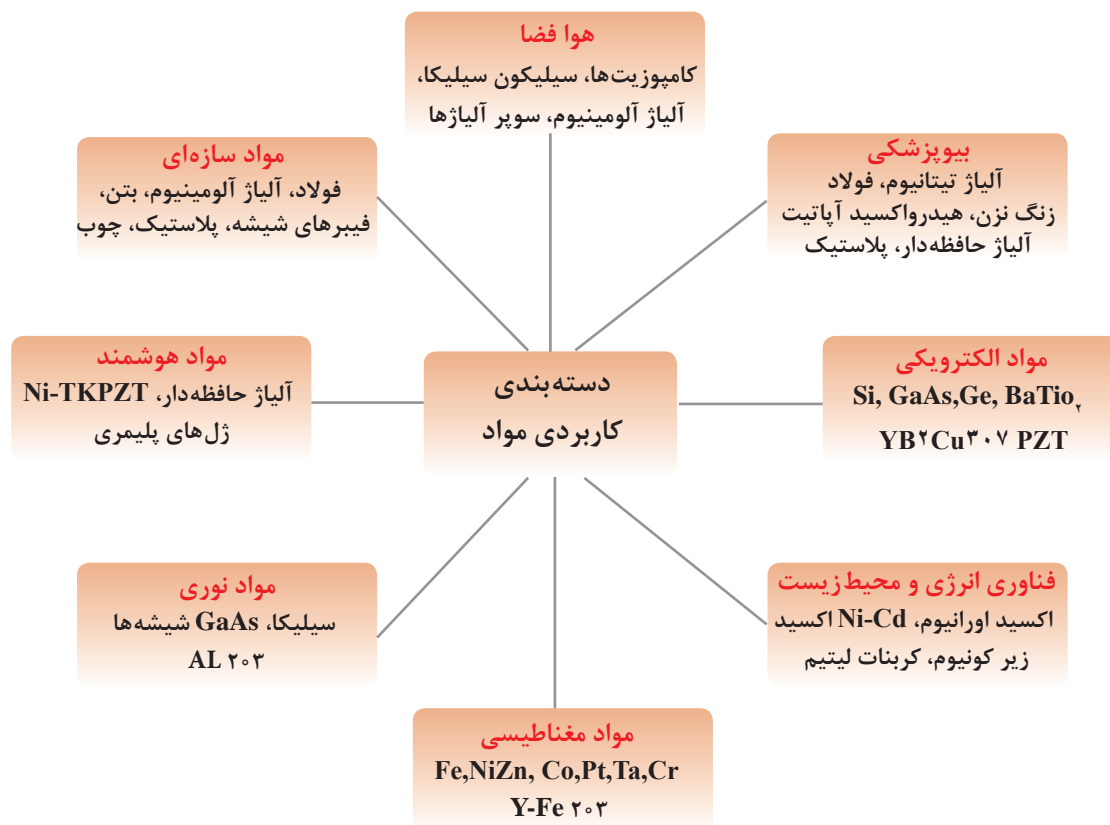 هوا فضا
کامپوزیت‌ها، سیلیکون سیلیکا،
آلیاژ آلومینیوم، سوپر آلیاژها
بیوپزشکی
آلیاژ تیتانیوم، فولاد
زنگ نزن، هیدرواکسید آپاتیت
آلیاژ حافظه‌دار، پلاستیک
مواد سازه‌ای
فولاد، آلیاژ آلومینیوم، بتن،
فیبرهای شیشه، پلاستیک، چوب
مواد الکترویکی
Si, GaAs,Ge, BaTio₂
YB۲Cu۳۰۷ PZT
دسته‌بندی
کاربردی مواد
مواد هوشمند
آلیاژ حافظه‌دار، Ni-TKPZT
ژل‌های پلیمری
فناوری انرژی و محیط‌زیست
اکسید اورانیوم، Ni-Cd اکسید
زیر کونیوم، کربنات لیتیم
مواد نوری
سیلیکا، GaAs شیشه‌ها
AL ۲۰۳
مواد مغناطیسی
Fe,NiZn, Co,Pt,Ta,Cr
Y-Fe ۲۰۳